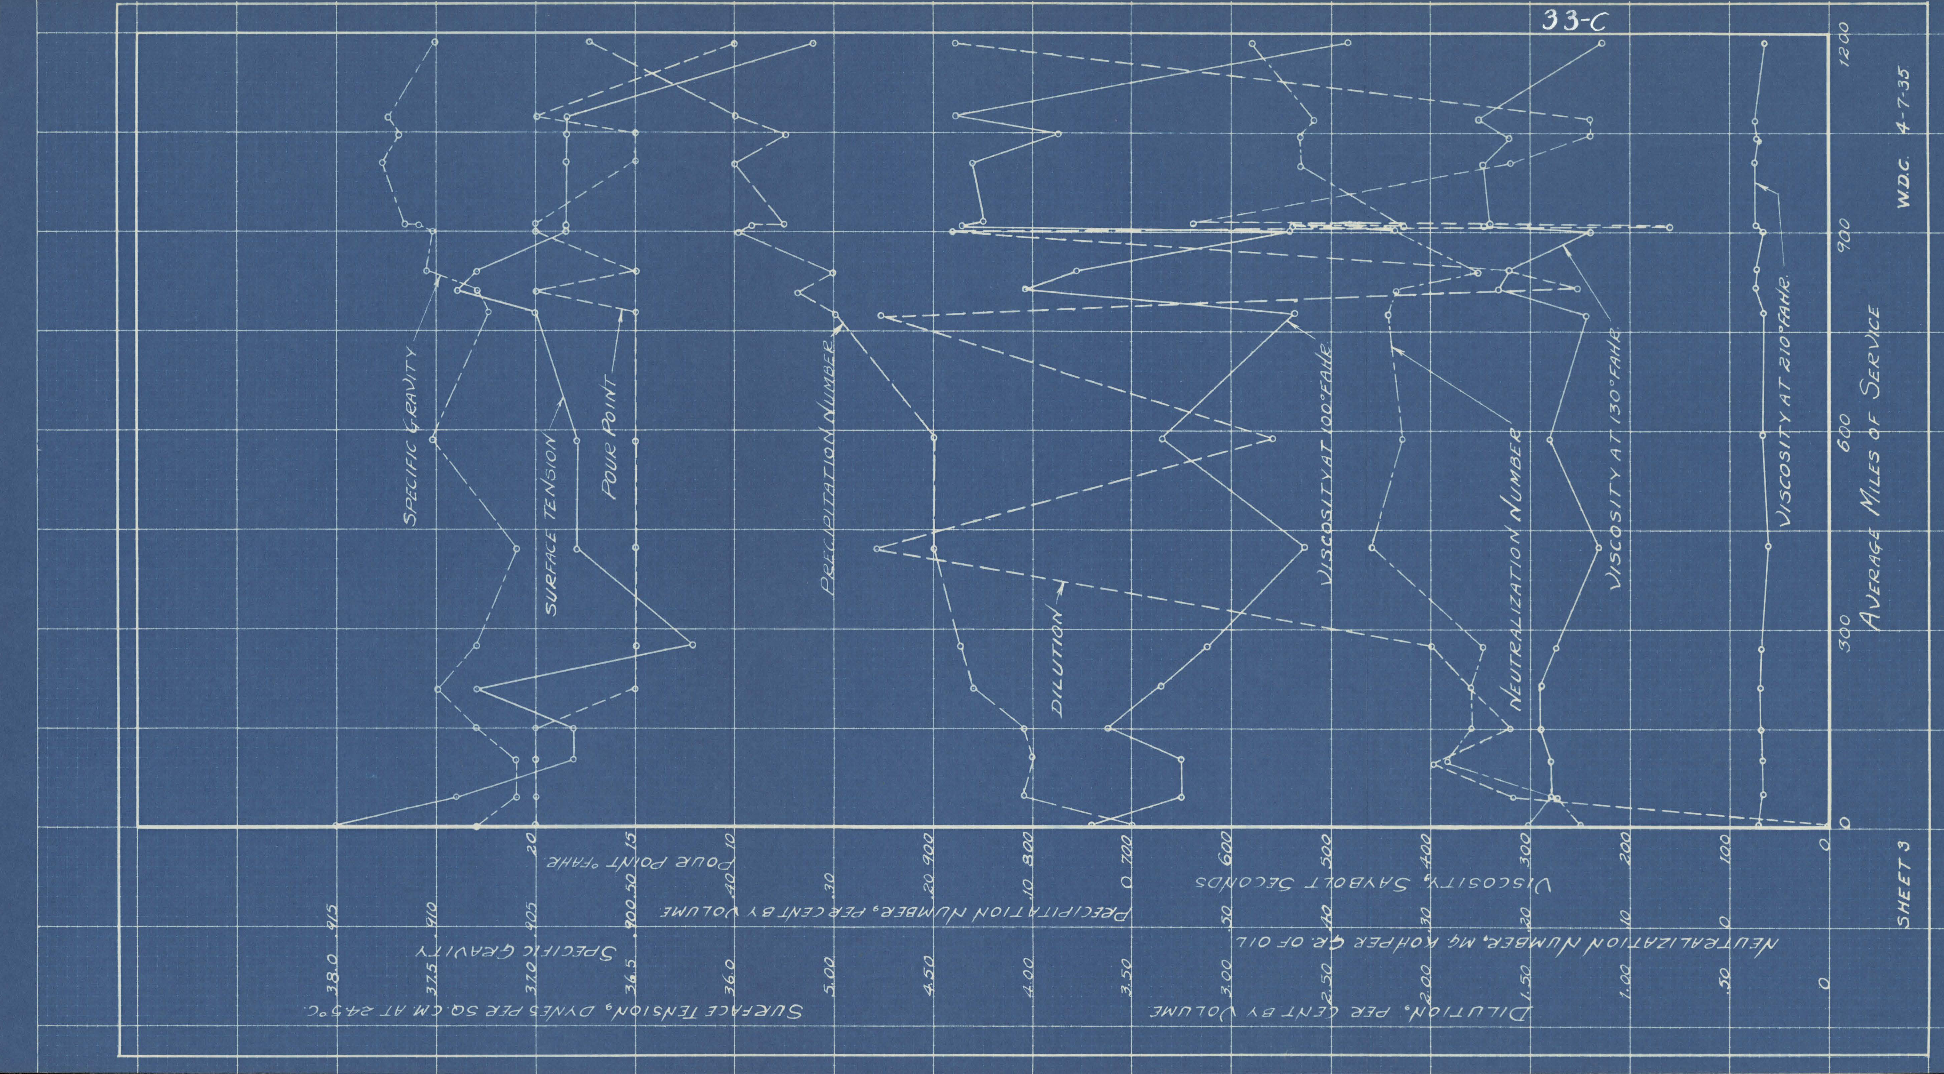 33-C
SPECIFIC GRAVITY
SURFACE TENSION
POUR POINT
PRECIPITATION NUMBER
DILUTION
VISCOSITY AT 100°FAHR.
NEUTRALIZATION NUMBER
VISCOSITY AT 130°FAHR.
VISCOSITY AT 210°FAHR.
0 300 600 900 1200
AVERAGE MILES OF SERVICE
20 15 10
POUR POINT °FAHR.
900 800 700 600 500 400 300 200 100 0
VISCOSITY, SAYBOLT SECONDS
.40 .30 .20 .10 0
PRECIPITATION NUMBER, PER CENT BY VOLUME
.915 .910 .905 .900 .50
SPECIFIC GRAVITY
.50 .40 .30 .20 .10 0
NEUTRALIZATION NUMBER, MG KOH PER GR. OF OIL
38.0 37.5 37.0 36.5 36.0
SURFACE TENSION, DYNES PER SQ. CM AT 24.5°C.
5.00 4.50 4.00 3.50 3.00 2.50 2.00 1.50 1.00 .50 0
DILUTION, PER CENT BY VOLUME
SHEET 3
W.D.C. 4-7-35